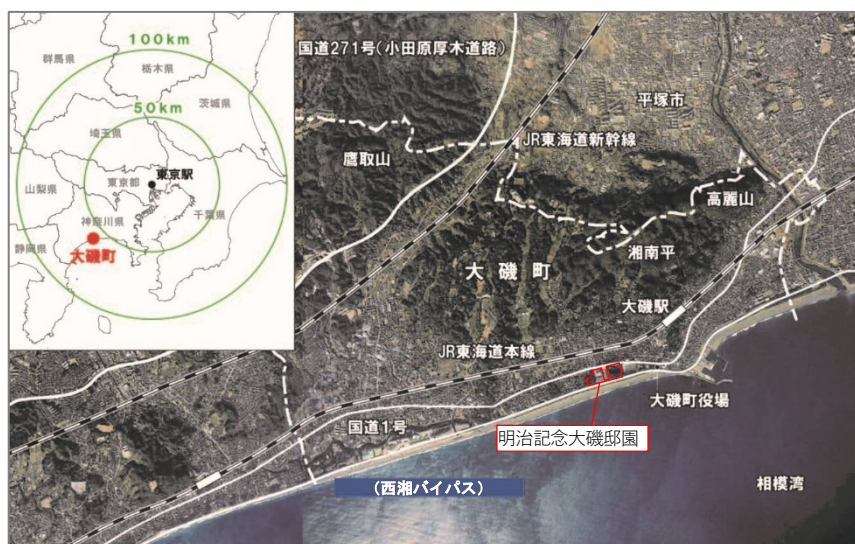 100km
群馬県
栃木県
50km
茨城県
埼玉県
東京駅
山梨県
東京都
神奈川県
千葉県
静岡県
大磯町
国道271号(小田原厚木道路)
平塚市
JR東海道新幹線
鷹取山
高麗山
湘南平
大磯町
大磯駅
JR東海道本線
大磯町役場
国道1号
明治記念大磯邸園
(西湘バイパス)
相模湾